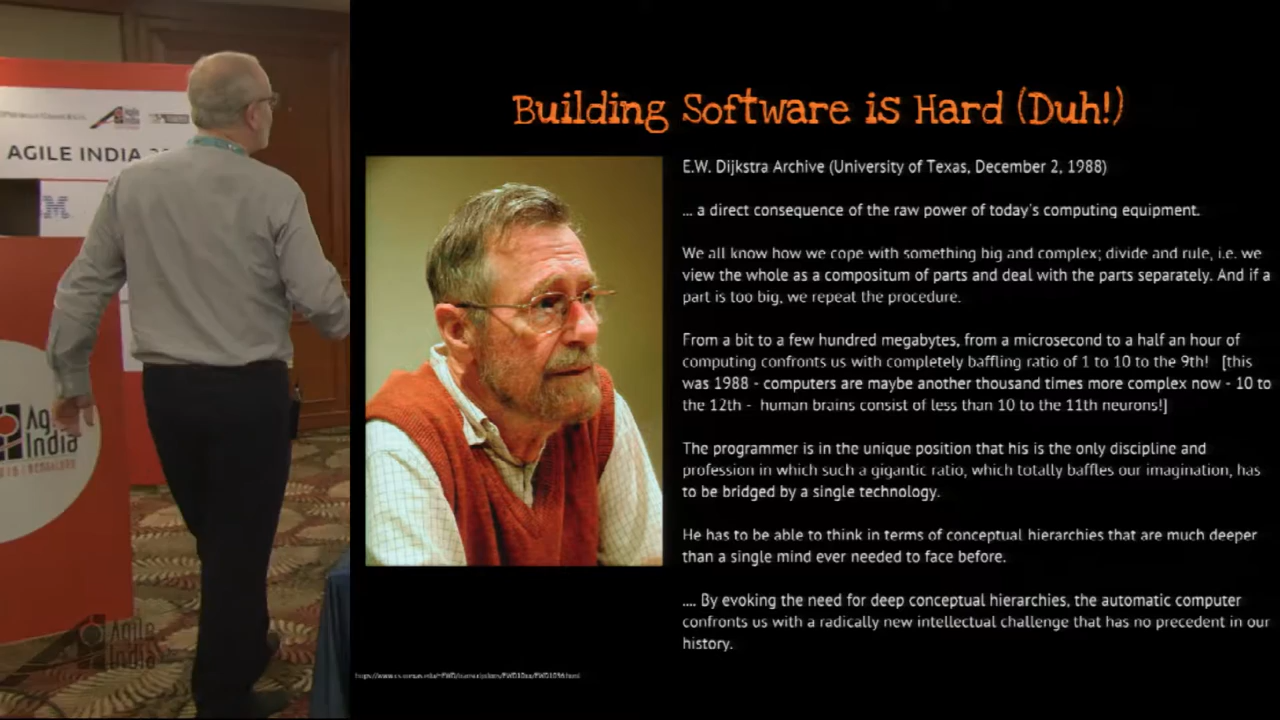 AGILE INDIA
Agile
India
Building Software is Hard (Duh!)
E.W. Dijkstra Archive (University of Texas, December 2, 1988)
... a direct consequence of the raw power of today's computing equipment.
We all know how we cope with something big and complex; divide and rule, i.e. we
view the whole as a compositum of parts and deal with the parts separately. And if a
part is too big, we repeat the procedure.
From a bit to a few hundred megabytes, from a microsecond to a half an hour of
computing confronts us with completely baffling ratio of 1 to 10 to the 9th! [this
was 1988 - computers are maybe another thousand times more complex now - 10 to
the 12th - human brains consist of less than 10 to the 11th neurons!]
The programmer is in the unique position that his is the only discipline and
profession in which such a gigantic ratio, which totally baffles our imagination, has
to be bridged by a single technology.
He has to be able to think in terms of conceptual hierarchies that are much deeper
than a single mind ever needed to face before.
.... By evoking the need for deep conceptual hierarchies, the automatic computer
confronts us with a radically new intellectual challenge that has no precedent in our
history.
Agile
India